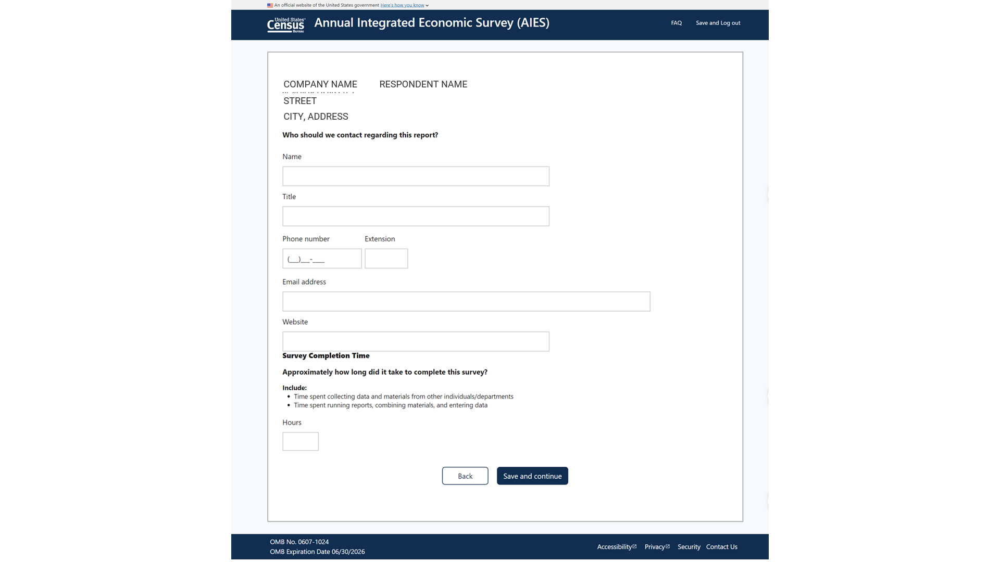 An official website of the United States government Here's how you know
United States®
Census
Bureau
Annual Integrated Economic Survey (AIES)
FAQ
Save and Log out
COMPANY NAME RESPONDENT NAME
STREET
CITY, ADDRESS
Who should we contact regarding this report?
Name
Title
Phone number Extension
(___)___-____
Email address
Website
Survey Completion Time
Approximately how long did it take to complete this survey?
Include:
• Time spent collecting data and materials from other individuals/departments
• Time spent running reports, combining materials, and entering data
Hours
Back Save and continue
OMB No. 0607-1024
OMB Expiration Date 06/30/2026
Accessibility Privacy Security Contact Us